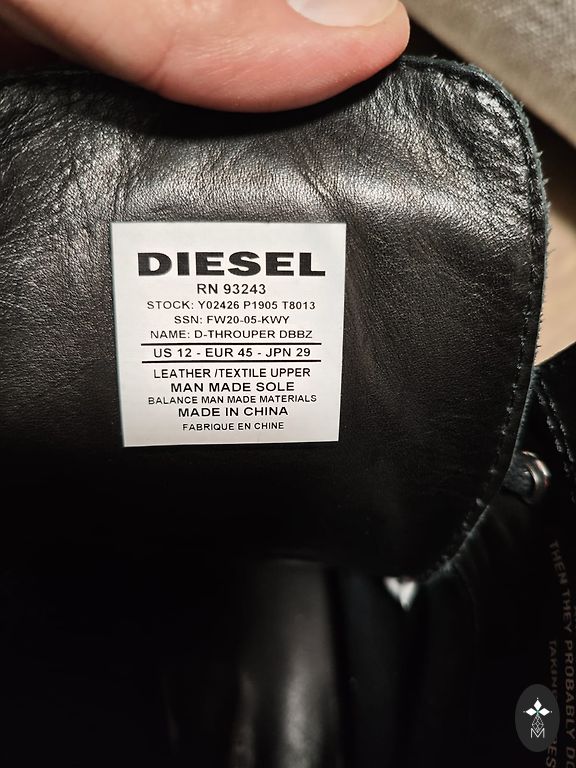 DIESEL
RN 93243
STOCK: Y02426 P1905 T8013
SSN: FW20-05-KWY
NAME: D-THROUPER DBBZ
US 12 - EUR 45 - JPN 29
LEATHER /TEXTILE UPPER
MAN MADE SOLE
BALANCE MAN MADE MATERIALS
MADE IN CHINA
FABRIQUE EN CHINE
THEN THEY PROBABLY
M